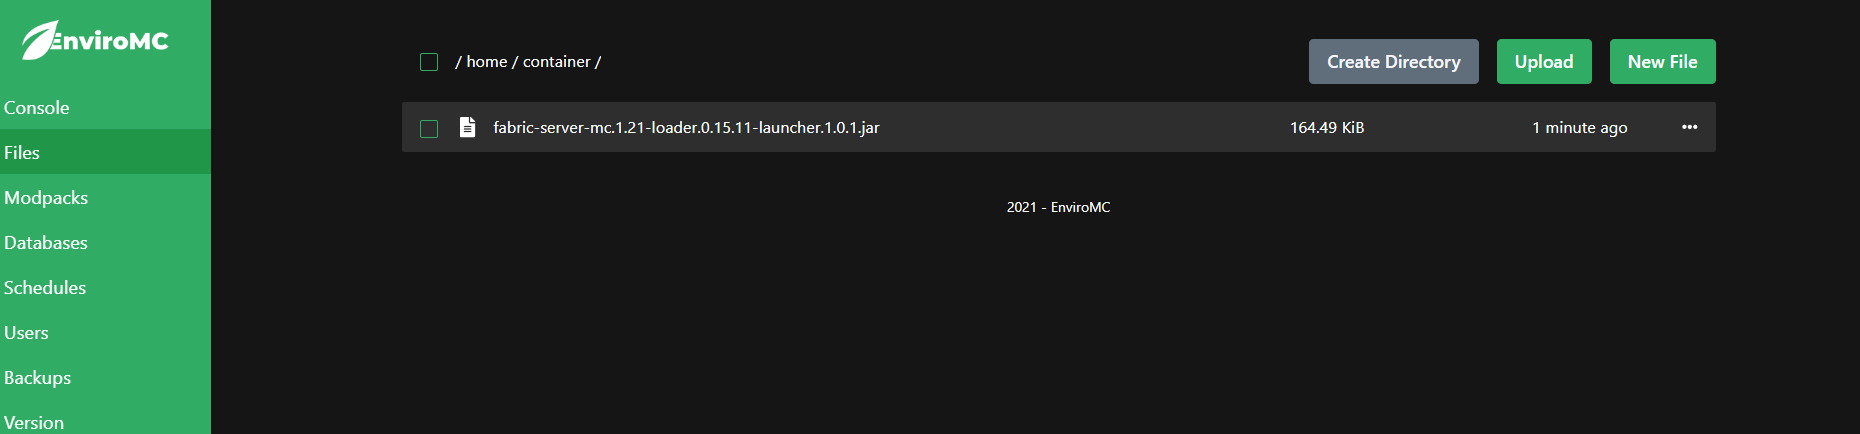 EnviroMC
Console
Files
Modpacks
Databases
Schedules
Users
Backups
Version
/ home / container /
Create Directory
Upload
New File
fabric-server-mc.1.21-loader.0.15.11-launcher.1.0.1.jar 164.49 KiB 1 minute ago
2021 - EnviroMC